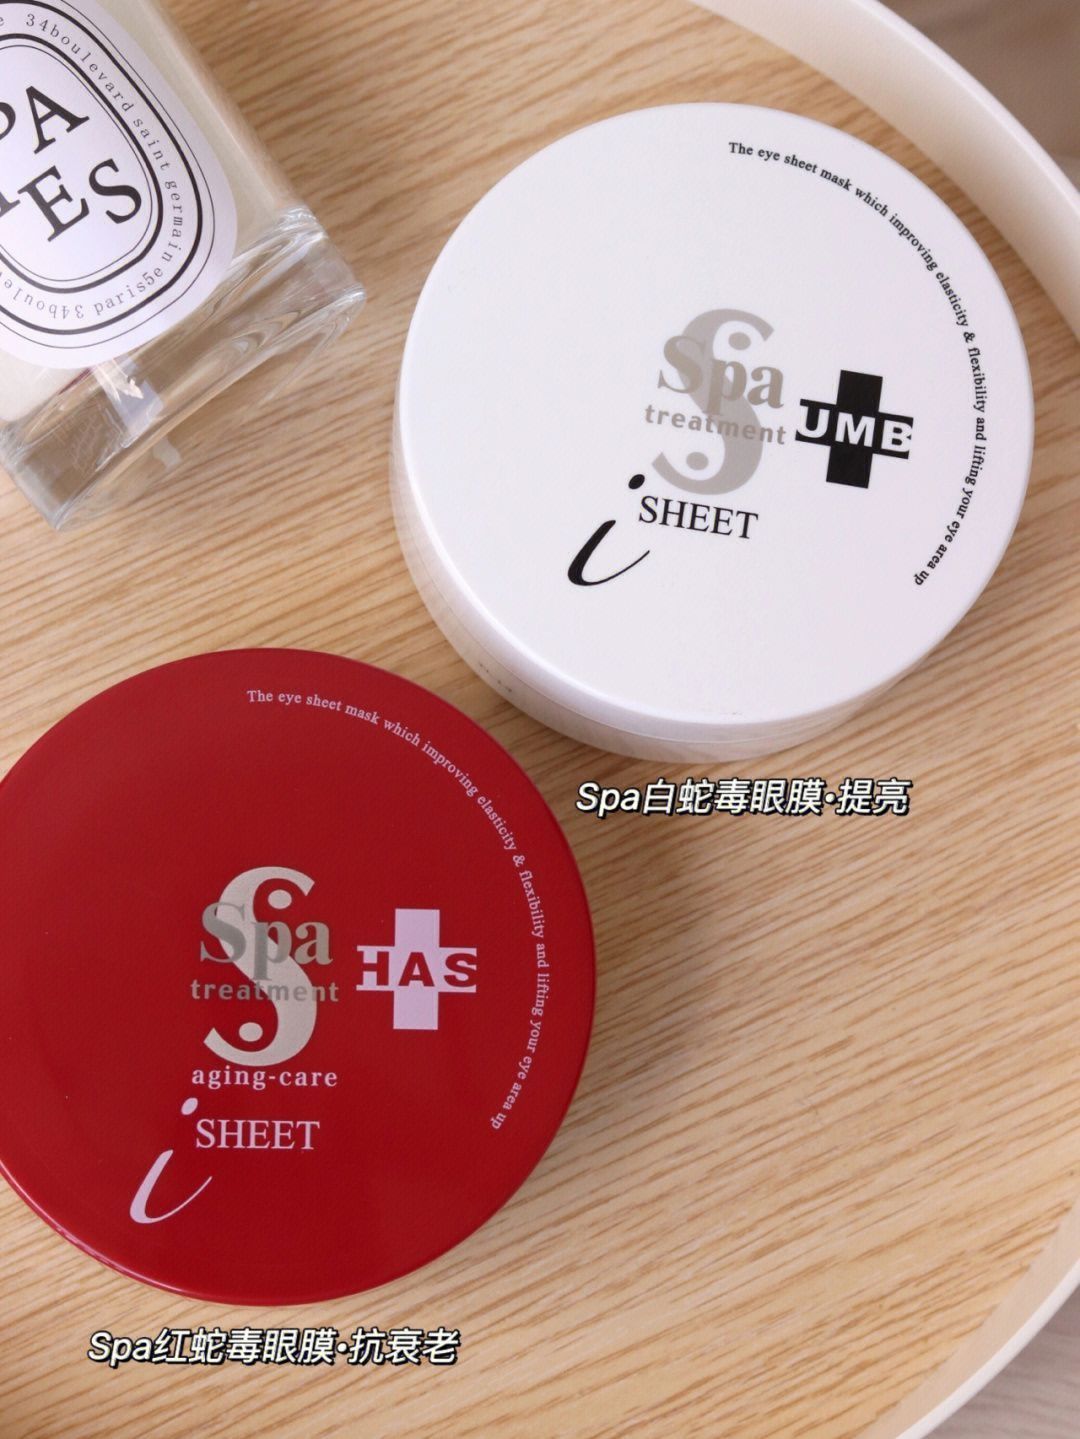 34boulevard saint germain
paris5e
34boulev
PA
ES
The eye sheet mask which improving elasticity & flexibility and lifting your eye area up
S
Spa
treatment
UMB
i SHEET
Spa白蛇毒眼膜•提亮
The eye sheet mask which improving elasticity & flexibility and lifting your eye area up
S
Spa
treatment
HAS
aging-care
i SHEET
Spa红蛇毒眼膜•抗衰老